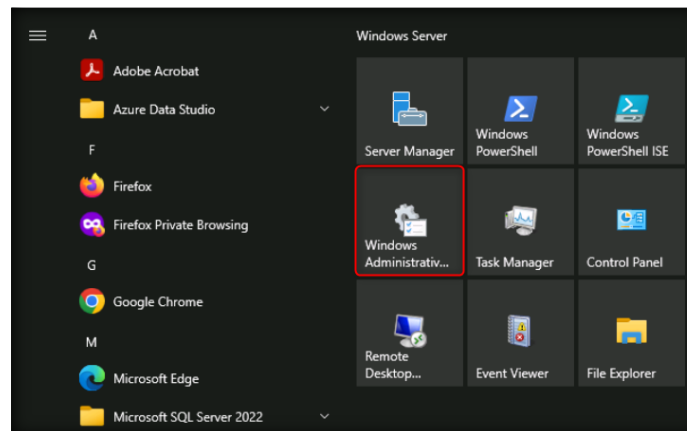 A
Adobe Acrobat
Azure Data Studio
F
Firefox
Firefox Private Browsing
G
Google Chrome
M
Microsoft Edge
Microsoft SQL Server 2022
Windows Server
Server Manager
Windows
PowerShell
Windows
PowerShell ISE
Windows
Administrativ...
Task Manager
Control Panel
Remote
Desktop...
Event Viewer
File Explorer